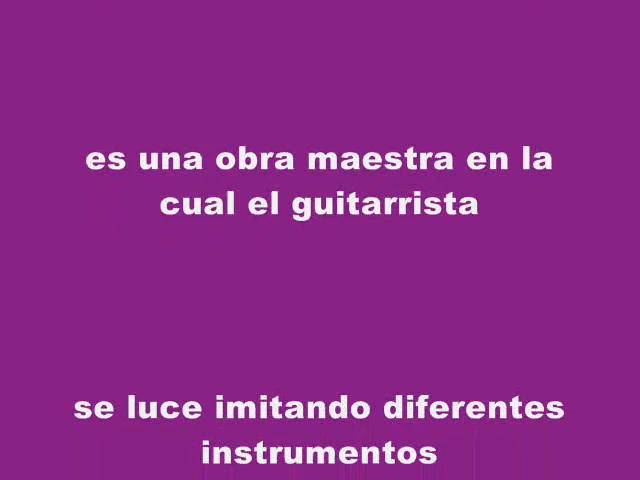 es una obra maestra en la
cual el guitarrista
se luce imitando diferentes
instrumentos